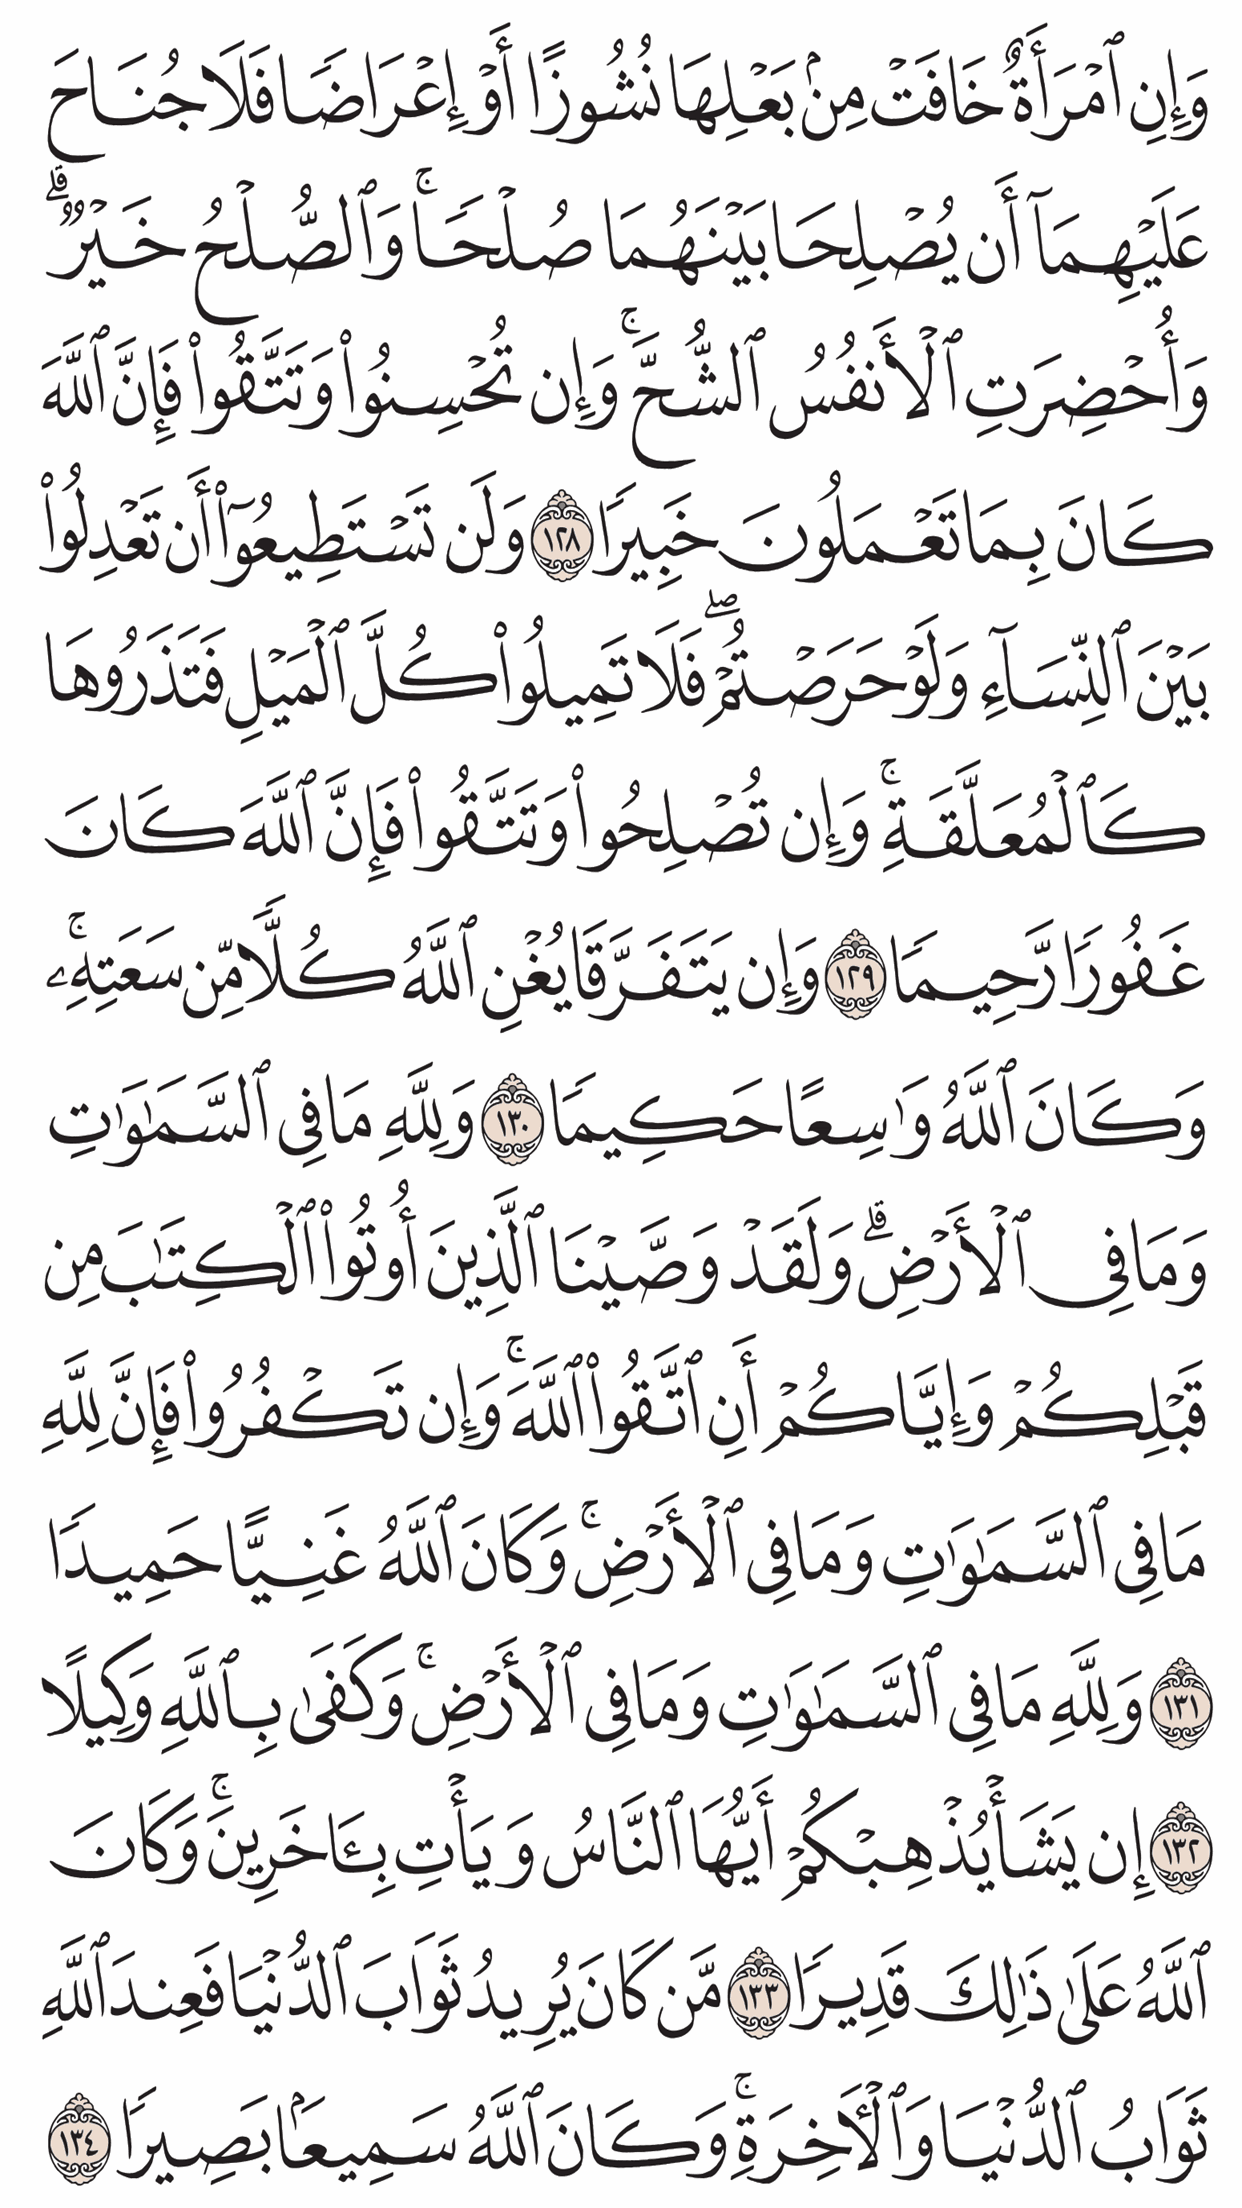 وَإِنِ ٱمْرَأَةٌ خَافَتْ مِنۢ بَعْلِهَا نُشُوزًا أَوْ إِعْرَاضًا فَلَا جُنَاحَ
عَلَيْهِمَآ أَن يُصْلِحَا بَيْنَهُمَا صُلْحًا ۚ وَٱلصُّلْحُ خَيْرٌ ۗ
وَأُحْضِرَتِ ٱلْأَنفُسُ ٱلشُّحَّ ۚ وَإِن تُحْسِنُوا۟ وَتَتَّقُوا۟ فَإِنَّ ٱللَّهَ
كَانَ بِمَا تَعْمَلُونَ خَبِيرًا ١٢٨ وَلَن تَسْتَطِيعُوٓا۟ أَن تَعْدِلُوا۟
بَيْنَ ٱلنِّسَآءِ وَلَوْ حَرَصْتُمْ ۖ فَلَا تَمِيلُوا۟ كُلَّ ٱلْمَيْلِ فَتَذَرُوهَا
كَٱلْمُعَلَّقَةِ ۚ وَإِن تُصْلِحُوا۟ وَتَتَّقُوا۟ فَإِنَّ ٱللَّهَ كَانَ
غَفُورًا رَّحِيمًا ١٢٩ وَإِن يَتَفَرَّقَا يُغْنِ ٱللَّهُ كُلًّا مِّن سَعَتِهِۦ ۚ
وَكَانَ ٱللَّهُ وَٰسِعًا حَكِيمًا ١٣٠ وَلِلَّهِ مَا فِى ٱلسَّمَٰوَٰتِ
وَمَا فِى ٱلْأَرْضِ ۗ وَلَقَدْ وَصَّيْنَا ٱلَّذِينَ أُوتُوا۟ ٱلْكِتَٰبَ مِن
قَبْلِكُمْ وَإِيَّاكُمْ أَنِ ٱتَّقُوا۟ ٱللَّهَ ۚ وَإِن تَكْفُرُوا۟ فَإِنَّ لِلَّهِ
مَا فِى ٱلسَّمَٰوَٰتِ وَمَا فِى ٱلْأَرْضِ ۚ وَكَانَ ٱللَّهُ غَنِيًّا حَمِيدًا
١٣١ وَلِلَّهِ مَا فِى ٱلسَّمَٰوَٰتِ وَمَا فِى ٱلْأَرْضِ ۚ وَكَفَىٰ بِٱللَّهِ وَكِيلًا
١٣٢ إِن يَشَأْ يُذْهِبْكُمْ أَيُّهَا ٱلنَّاسُ وَيَأْتِ بِـَٔاخَرِينَ ۚ وَكَانَ
ٱللَّهُ عَلَىٰ ذَٰلِكَ قَدِيرًا ١٣٣ مَّن كَانَ يُرِيدُ ثَوَابَ ٱلدُّنْيَا فَعِندَ ٱللَّهِ
ثَوَابُ ٱلدُّنْيَا وَٱلْـَٔاخِرَةِ ۚ وَكَانَ ٱللَّهُ سَمِيعًۢا بَصِيرًا ١٣٤